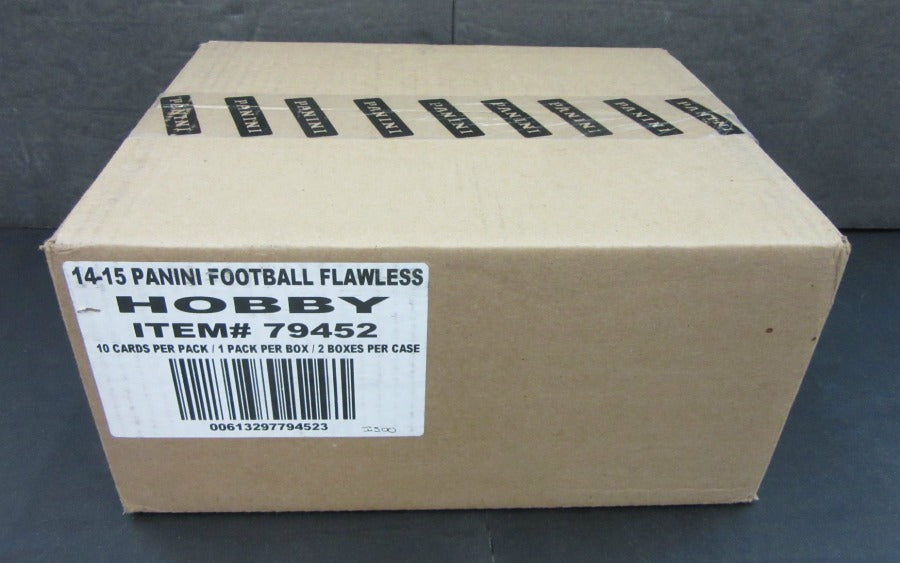 PANINI PANINI PANINI PANINI PANINI PANINI PANINI PANINI PANINI
14-15 PANINI FOOTBALL FLAWLESS
HOBBY
ITEM# 79452
10 CARDS PER PACK / 1 PACK PER BOX / 2 BOXES PER CASE
00613297794523